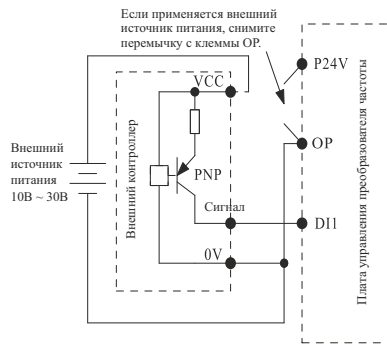 Если применяется внешний
источник питания, снимите
перемычку с клеммы OP.
VCC
P24V
OP
PNP
Внешний
источник
питания
10В ~ 30В
Внешний контроллер
Сигнал
DI1
0V
Плата управления преобразователя частоты